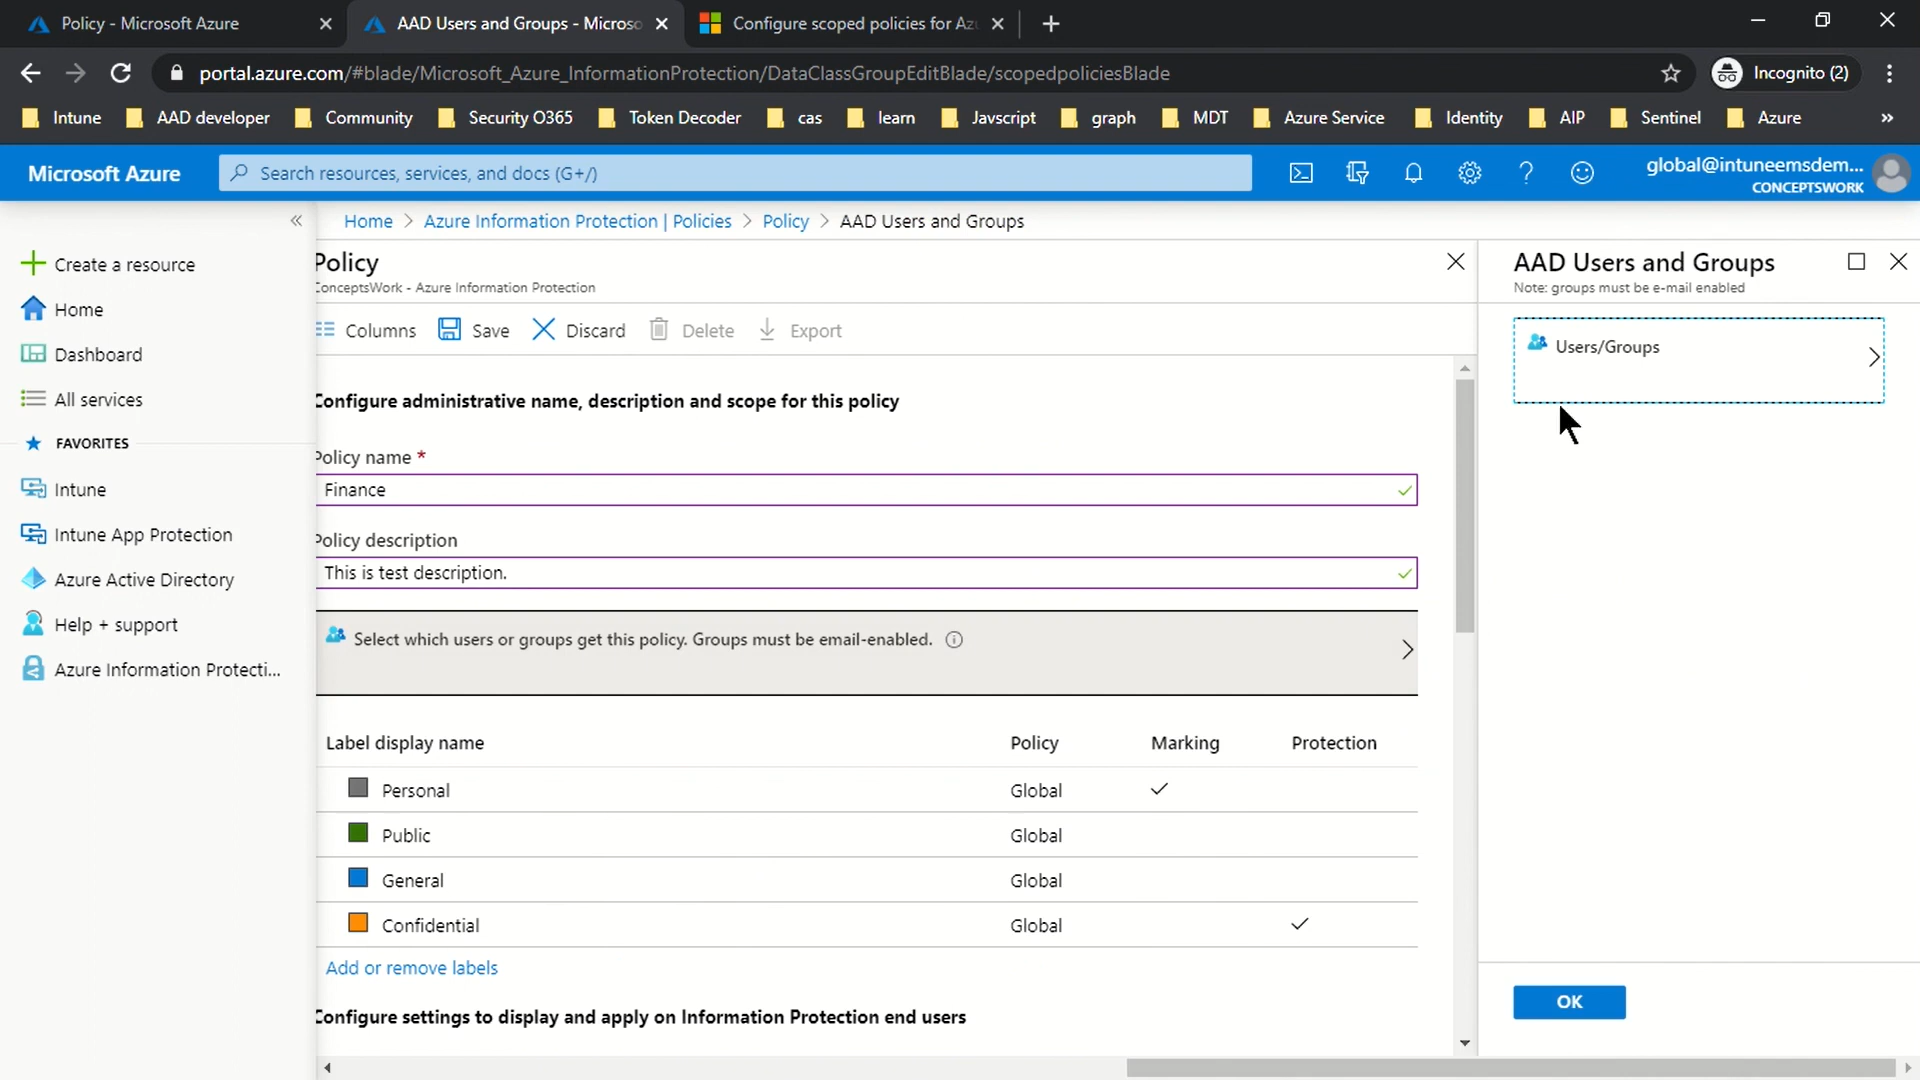 Policy - Microsoft Azure
AAD Users and Groups - Microso
Configure scoped policies for Az
portal.azure.com/#blade/Microsoft_Azure_InformationProtection/DataClassGroupEditBlade/scopedpoliciesBlade
Incognito (2)
Intune
AAD developer
Community
Security O365
Token Decoder
cas
learn
Javscript
graph
MDT
Azure Service
Identity
AIP
Sentinel
Azure
»
Microsoft Azure
Search resources, services, and docs (G+/)
global@intuneemsdem...
CONCEPTSWORK
Home > Azure Information Protection | Policies > Policy > AAD Users and Groups
Create a resource
Home
Dashboard
All services
FAVORITES
Intune
Intune App Protection
Azure Active Directory
Help + support
Azure Information Protecti...
Policy
ConceptsWork - Azure Information Protection
Columns
Save
Discard
Delete
Export
Configure administrative name, description and scope for this policy
Policy name *
Finance
Policy description
This is test description.
Select which users or groups get this policy. Groups must be email-enabled.
Label display name Policy Marking Protection
Personal Global
Public Global
General Global
Confidential Global
Add or remove labels
Configure settings to display and apply on Information Protection end users
AAD Users and Groups
Note: groups must be e-mail enabled
Users/Groups
OK